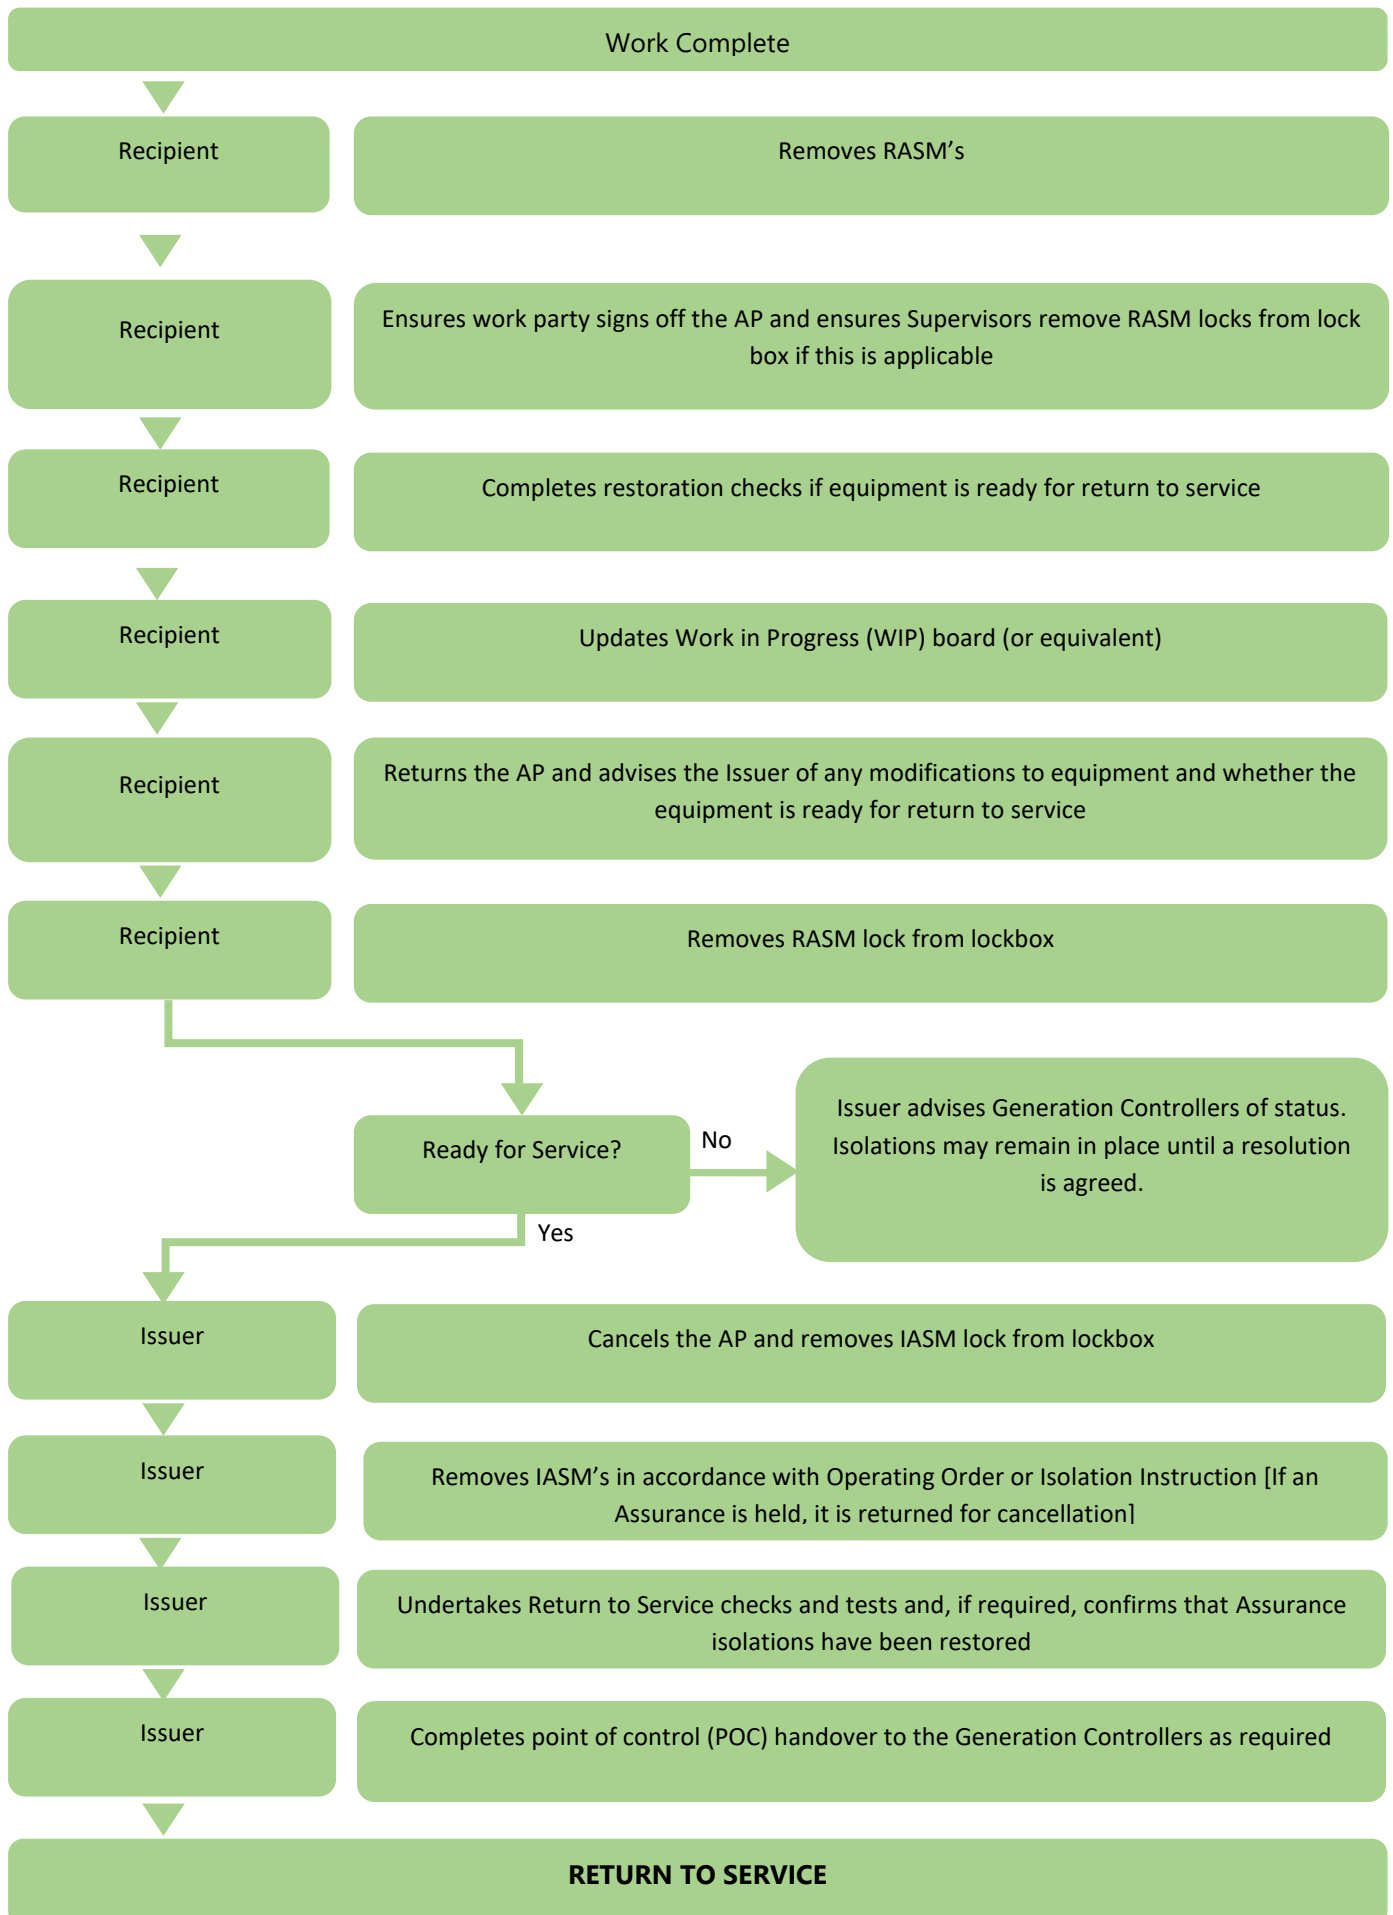 Work Complete
Recipient
Removes RASM’s
Recipient
Ensures work party signs off the AP and ensures Supervisors remove RASM locks from lock
box if this is applicable
Recipient
Completes restoration checks if equipment is ready for return to service
Recipient
Updates Work in Progress (WIP) board (or equivalent)
Recipient
Returns the AP and advises the Issuer of any modifications to equipment and whether the
equipment is ready for return to service
Recipient
Removes RASM lock from lockbox
Ready for Service?
No
Issuer advises Generation Controllers of status.
Isolations may remain in place until a resolution
is agreed.
Yes
Issuer
Cancels the AP and removes IASM lock from lockbox
Issuer
Removes IASM’s in accordance with Operating Order or Isolation Instruction [If an
Assurance is held, it is returned for cancellation]
Issuer
Undertakes Return to Service checks and tests and, if required, confirms that Assurance
isolations have been restored
Issuer
Completes point of control (POC) handover to the Generation Controllers as required
RETURN TO SERVICE